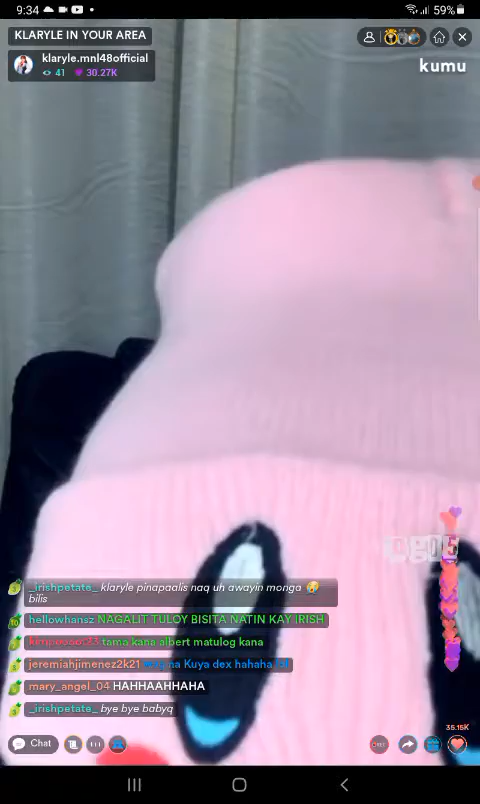 9:34 59%
KLARYLE IN YOUR AREA
klaryle.mnl48official
41 30.27K
kumu
_irishpetate_ klaryle pinapaalis naq uh awayin monga
bilis
hellowhansz NAGALIT TULOY BISITA NATIN KAY IRISH
tama kana albert matulog kana
jeremiahjimenez2k21 wag na Kuya dex hahaha lol
mary_angel_04 HAHHAAHHAHA
_irishpetate_ bye bye babyq
35.15K
Chat